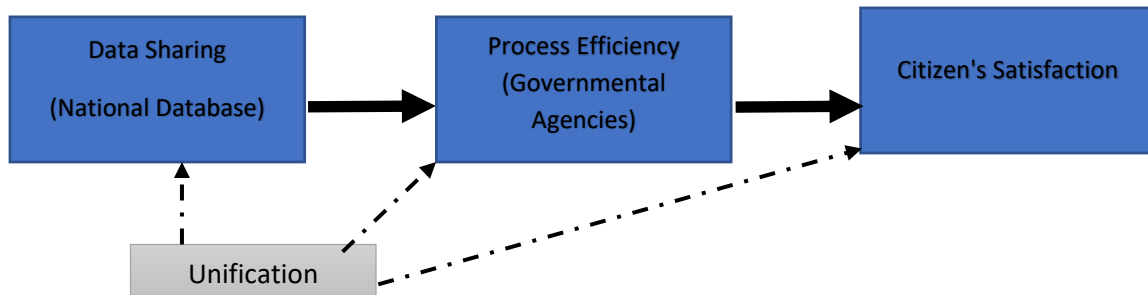 Data Sharing
(National Database)
Process Efficiency
(Governmental
Agencies)
Citizen's Satisfaction
Unification